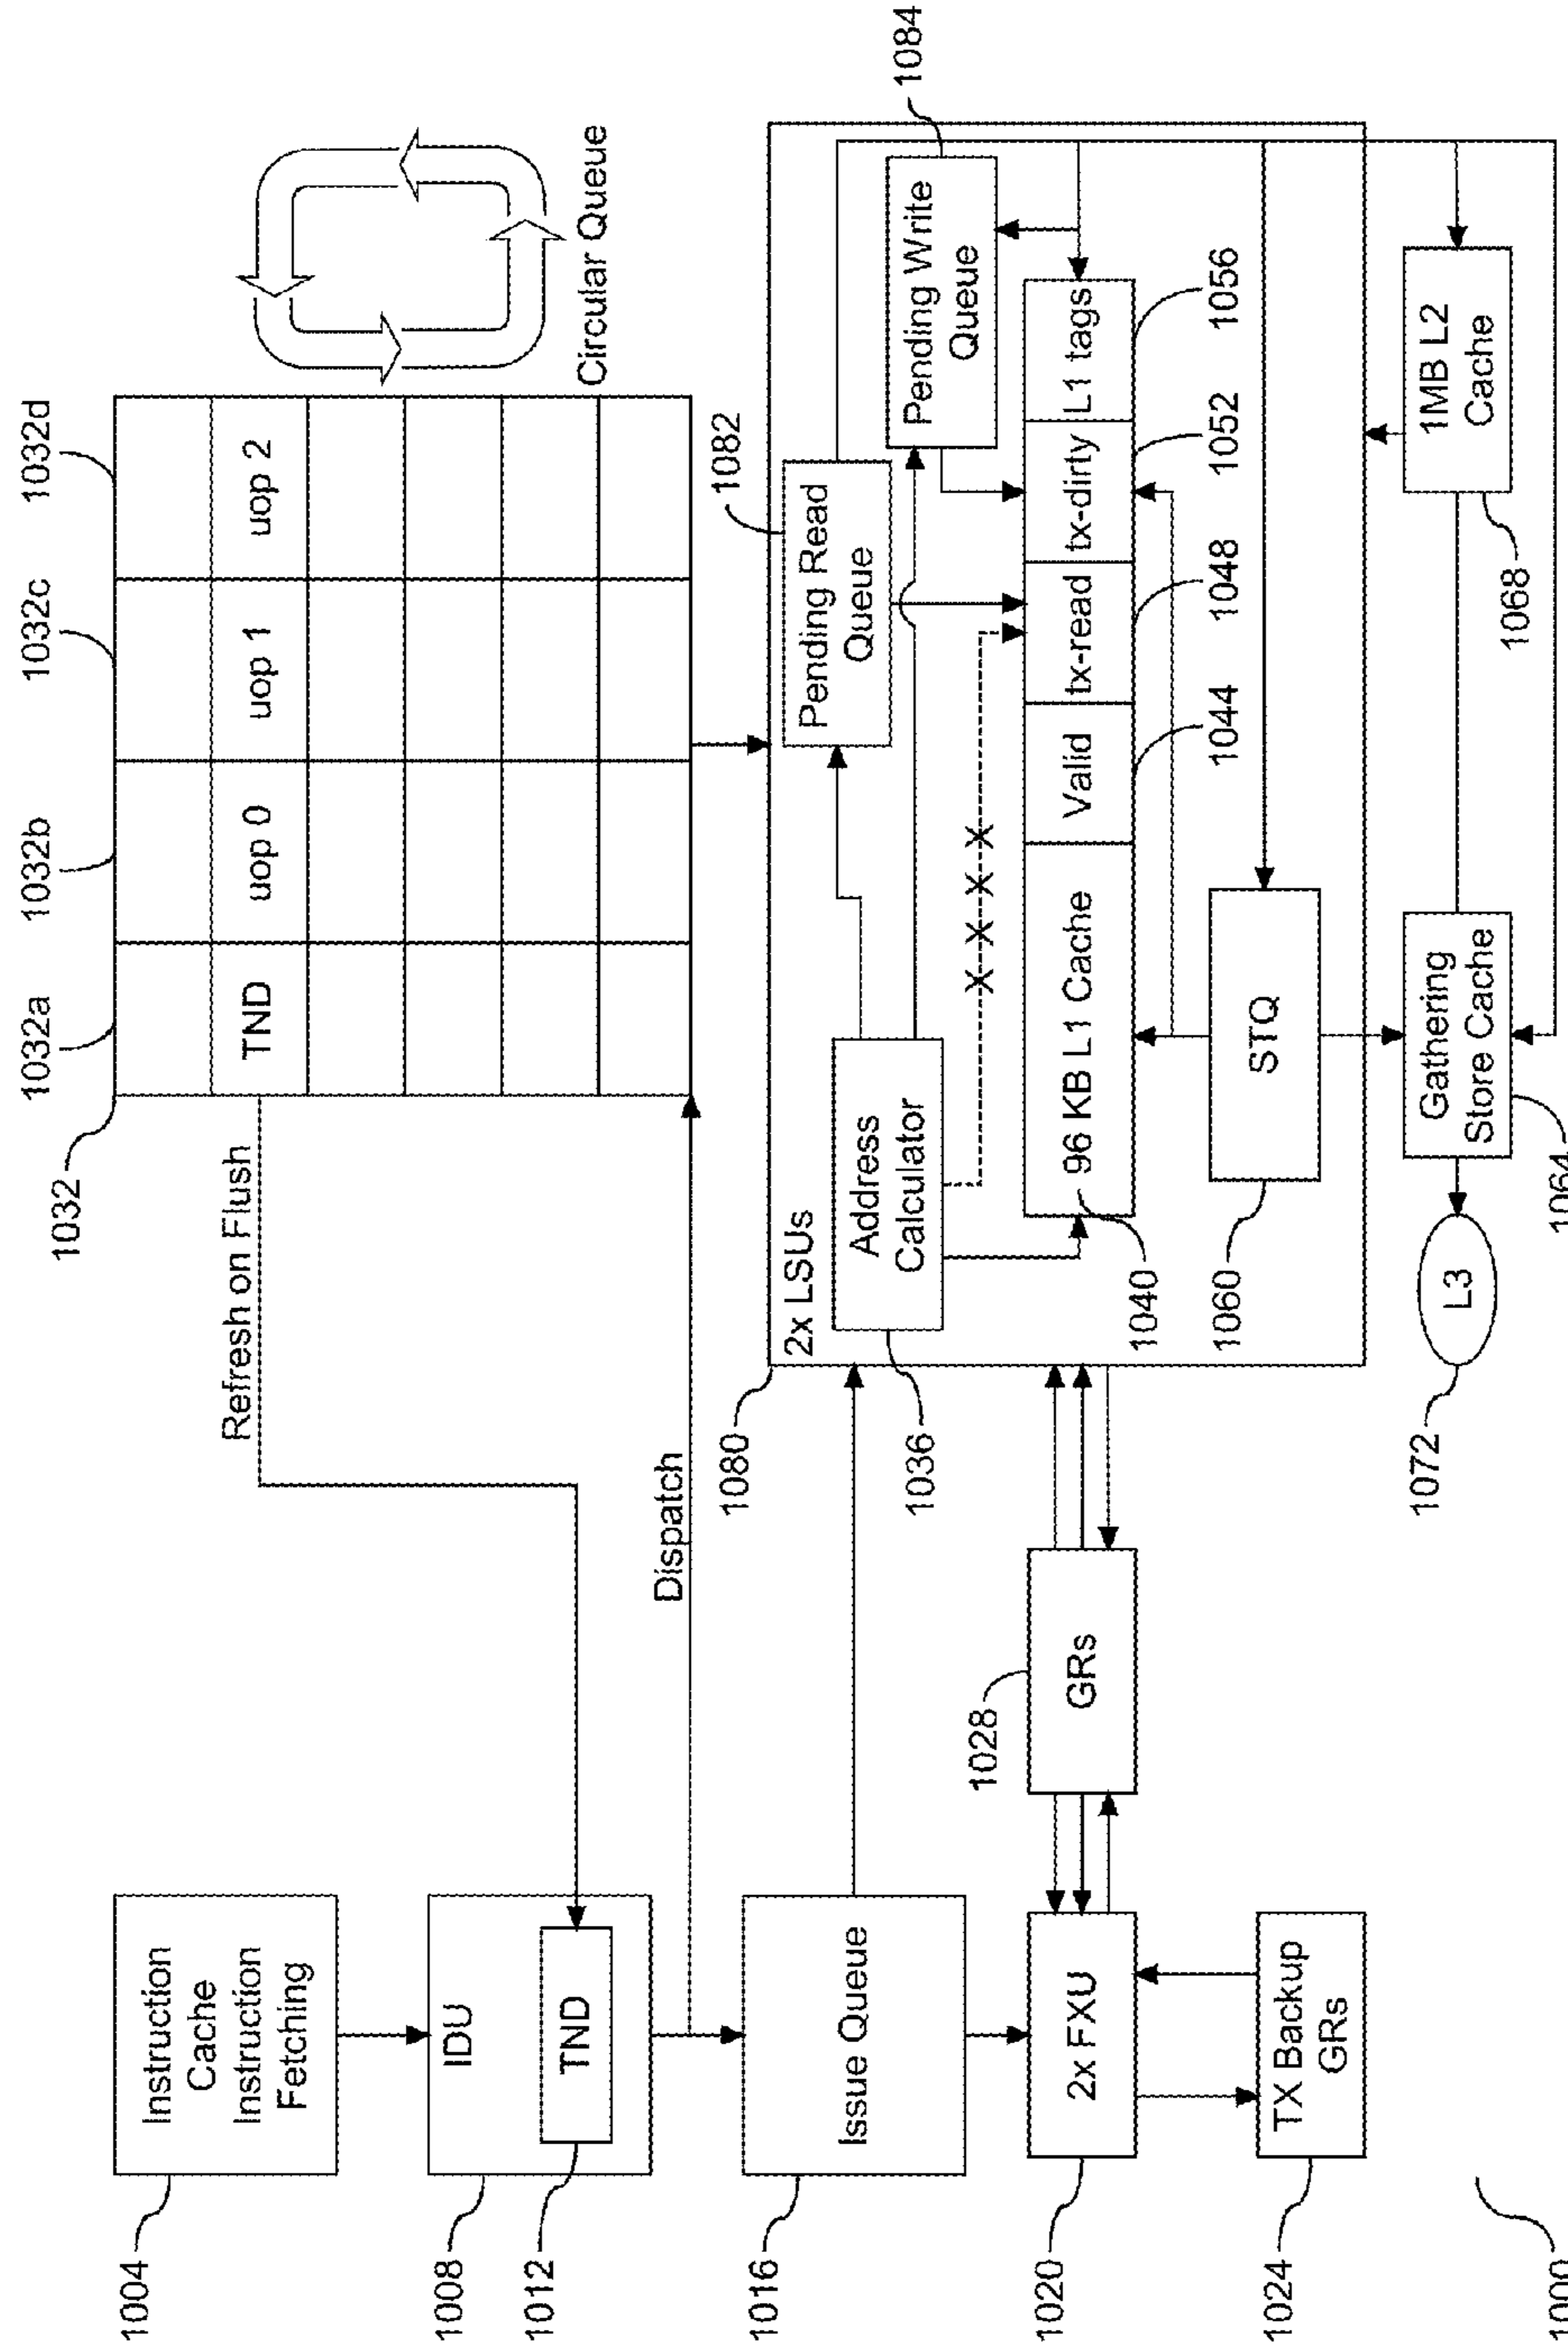 1004
Instruction
Cache
Instruction
Fetching
1008
IDU
1012
TND
1016
Issue Queue
1020
2x FXU
1024
TX Backup
GRs
1028
GRs
Refresh on Flush
Dispatch
1032
1032a
1032b
1032c
1032d
TND
uop 0
uop 1
uop 2
Circular Queue
1080
2x LSUs
1036
Address
Calculator
1082
Pending Read
Queue
1084
Pending Write
Queue
X X X X
96 KB L1 Cache
Valid
tx-read
tx-dirty
L1 tags
1040
1044
1048
1052
1056
1060
STQ
1072
L3
Gathering
Store Cache
1064
1MB L2
Cache
1068
1000